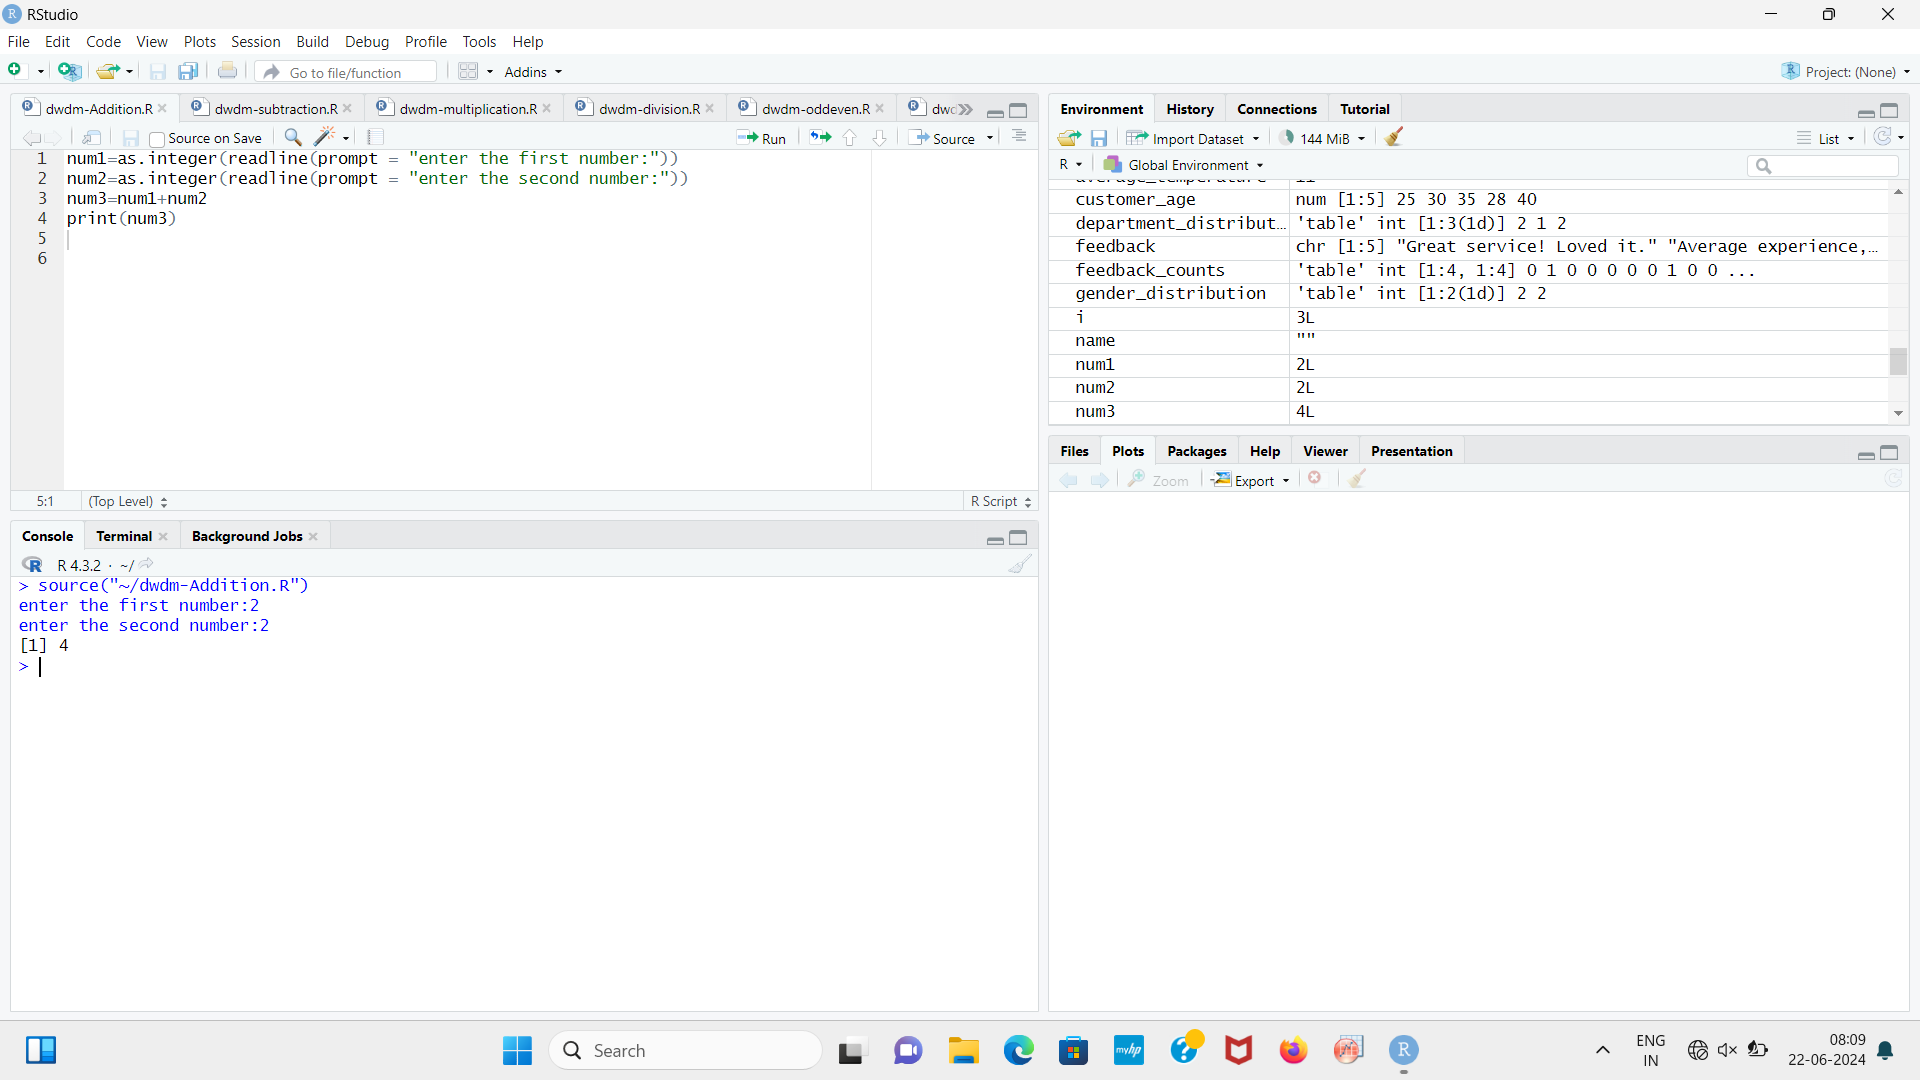 RStudio
File Edit Code View Plots Session Build Debug Profile Tools Help
Go to file/function Addins Project: (None)
dwdm-Addition.R dwdm-subtraction.R dwdm-multiplication.R dwdm-division.R dwdm-oddeven.R
Source on Save Run Source
1 num1=as.integer(readline(prompt = "enter the first number:"))
2 num2=as.integer(readline(prompt = "enter the second number:"))
3 num3=num1+num2
4 print(num3)
5
6
5:1 (Top Level) R Script
Console Terminal Background Jobs
R 4.3.2 · ~/
> source("~/dwdm-Addition.R")
enter the first number:2
enter the second number:2
[1] 4
>
Environment History Connections Tutorial
Import Dataset 144 MiB List
R Global Environment
customer_age num [1:5] 25 30 35 28 40
department_distribut… 'table' int [1:3(1d)] 2 1 2
feedback chr [1:5] "Great service! Loved it." "Average experience,…
feedback_counts 'table' int [1:4, 1:4] 0 1 0 0 0 0 0 1 0 0 ...
gender_distribution 'table' int [1:2(1d)] 2 2
i 3L
name ""
num1 2L
num2 2L
num3 4L
Files Plots Packages Help Viewer Presentation
Zoom Export
Search
myhp
ENG
IN
08:09
22-06-2024